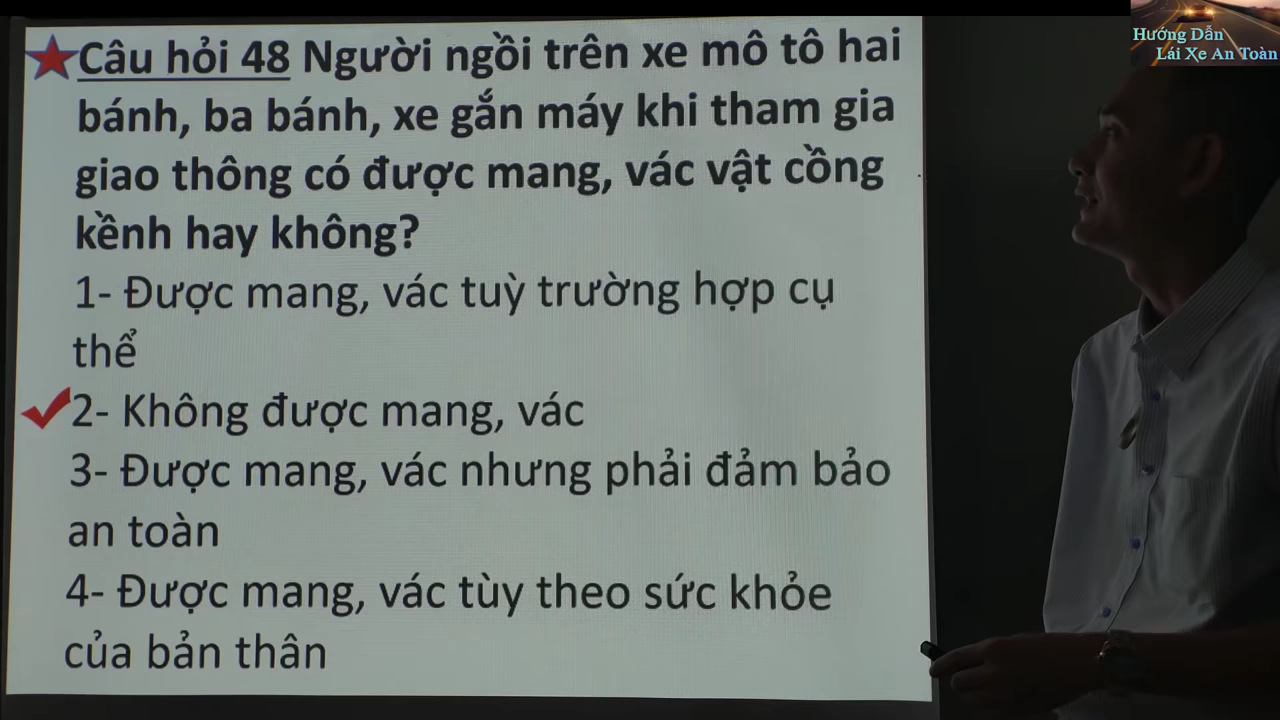 Hướng Dẫn
Lái Xe An Toàn
Câu hỏi 48 Người ngồi trên xe mô tô hai
bánh, ba bánh, xe gắn máy khi tham gia
giao thông có được mang, vác vật cồng
kềnh hay không?
1- Được mang, vác tuỳ trường hợp cụ
thể
2- Không được mang, vác
3- Được mang, vác nhưng phải đảm bảo
an toàn
4- Được mang, vác tùy theo sức khỏe
của bản thân